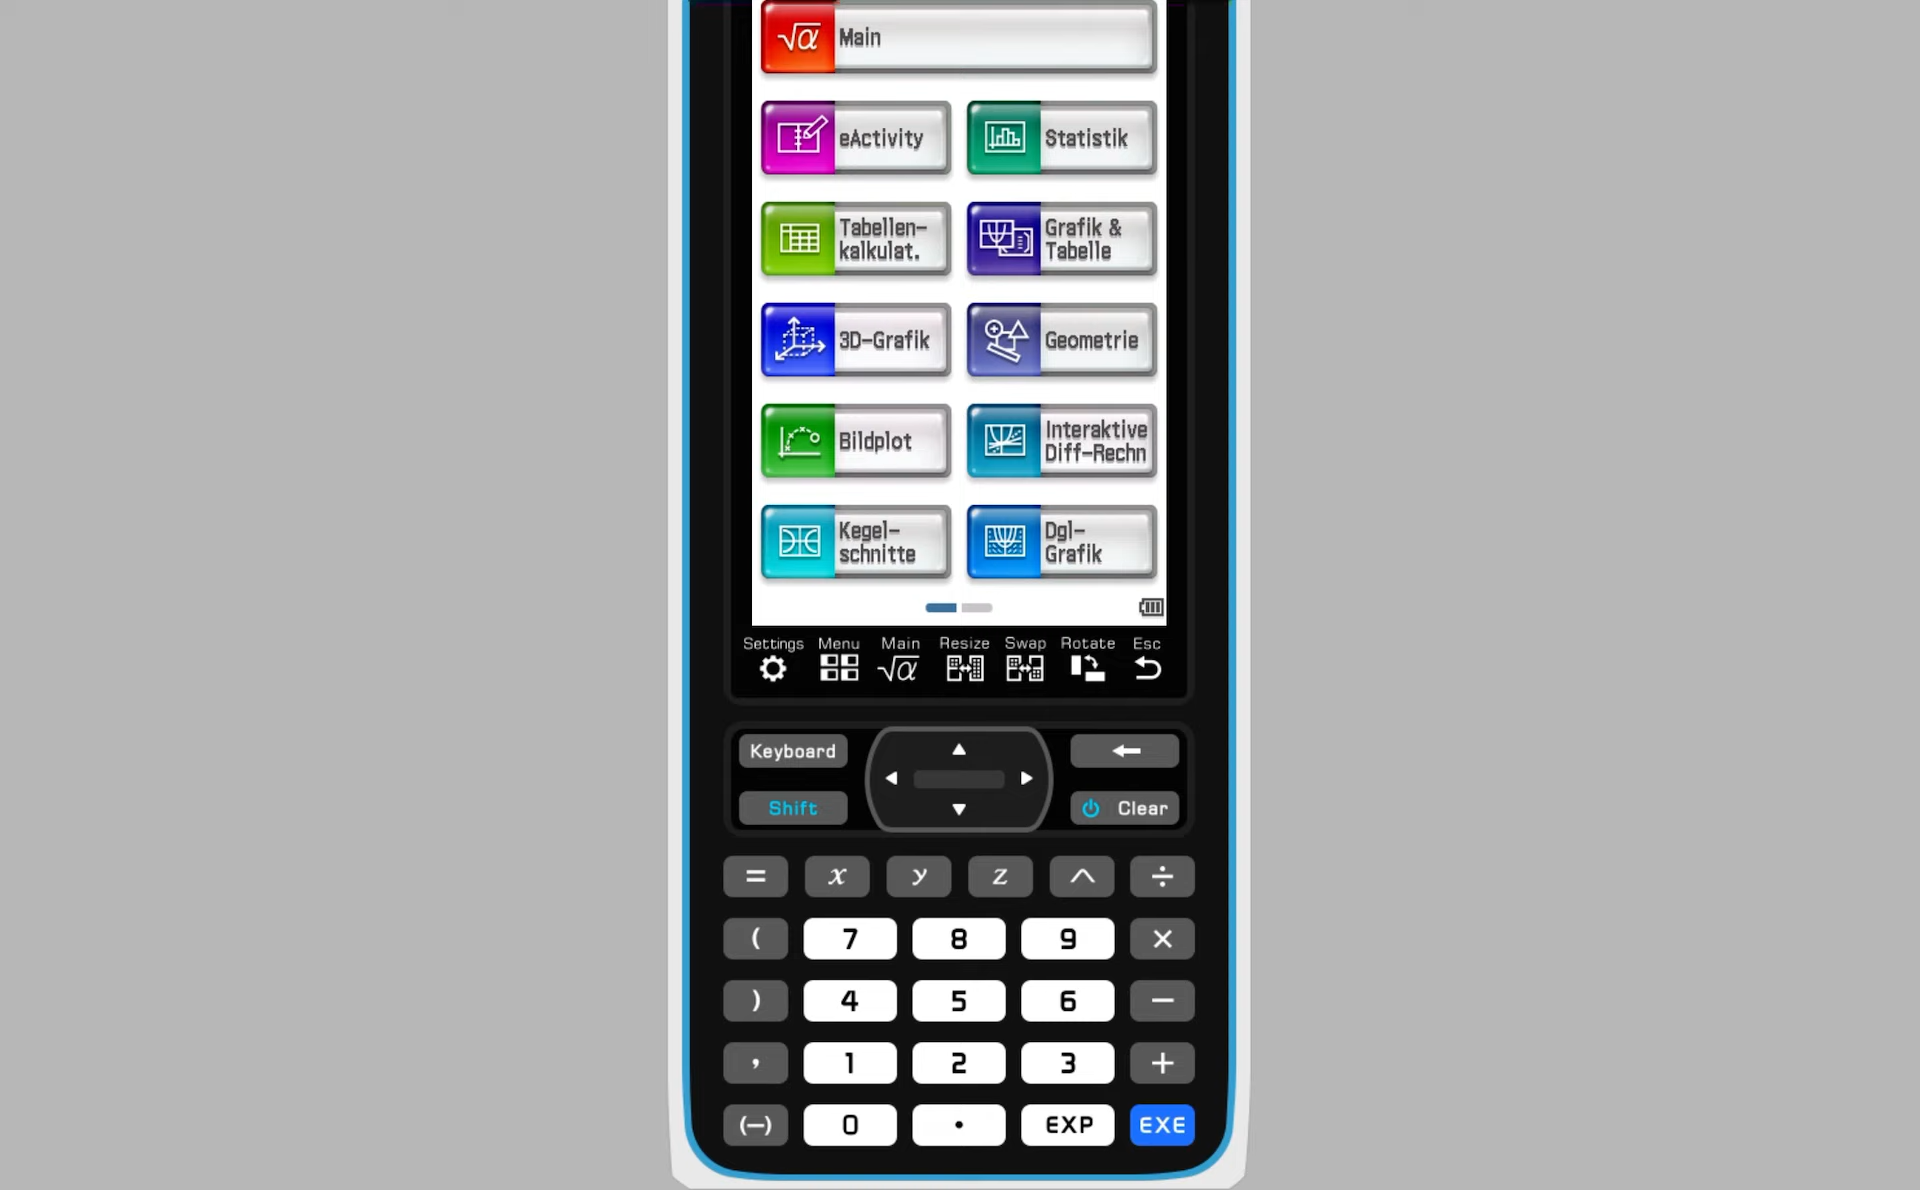 √α Main
eActivity
Statistik
Tabellen-
kalkulat.
Grafik &
Tabelle
3D-Grafik
Geometrie
Bildplot
Interaktive
Diff-Rechn
Kegel-
schnitte
Dgl-
Grafik
Settings Menu Main Resize Swap Rotate Esc
√α
Keyboard
Shift
Clear
= x y z ^ ÷
( 7 8 9 ×
) 4 5 6 −
, 1 2 3 +
(−) 0 • EXP EXE